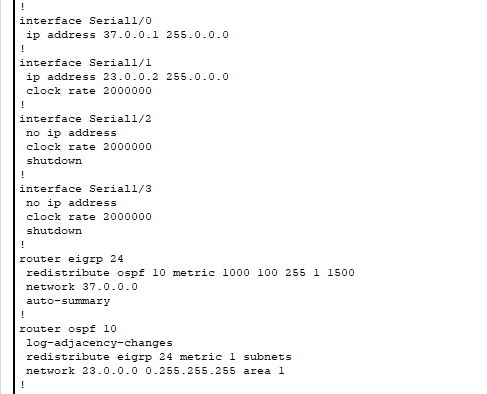 !
interface Serial1/0
ip address 37.0.0.1 255.0.0.0
!
interface Serial1/1
ip address 23.0.0.2 255.0.0.0
clock rate 2000000
!
interface Serial1/2
no ip address
clock rate 2000000
shutdown
!
interface Serial1/3
no ip address
clock rate 2000000
shutdown
!
router eigrp 24
redistribute ospf 10 metric 1000 100 255 1 1500
network 37.0.0.0
auto-summary
!
router ospf 10
log-adjacency-changes
redistribute eigrp 24 metric 1 subnets
network 23.0.0.0 0.255.255.255 area 1
!